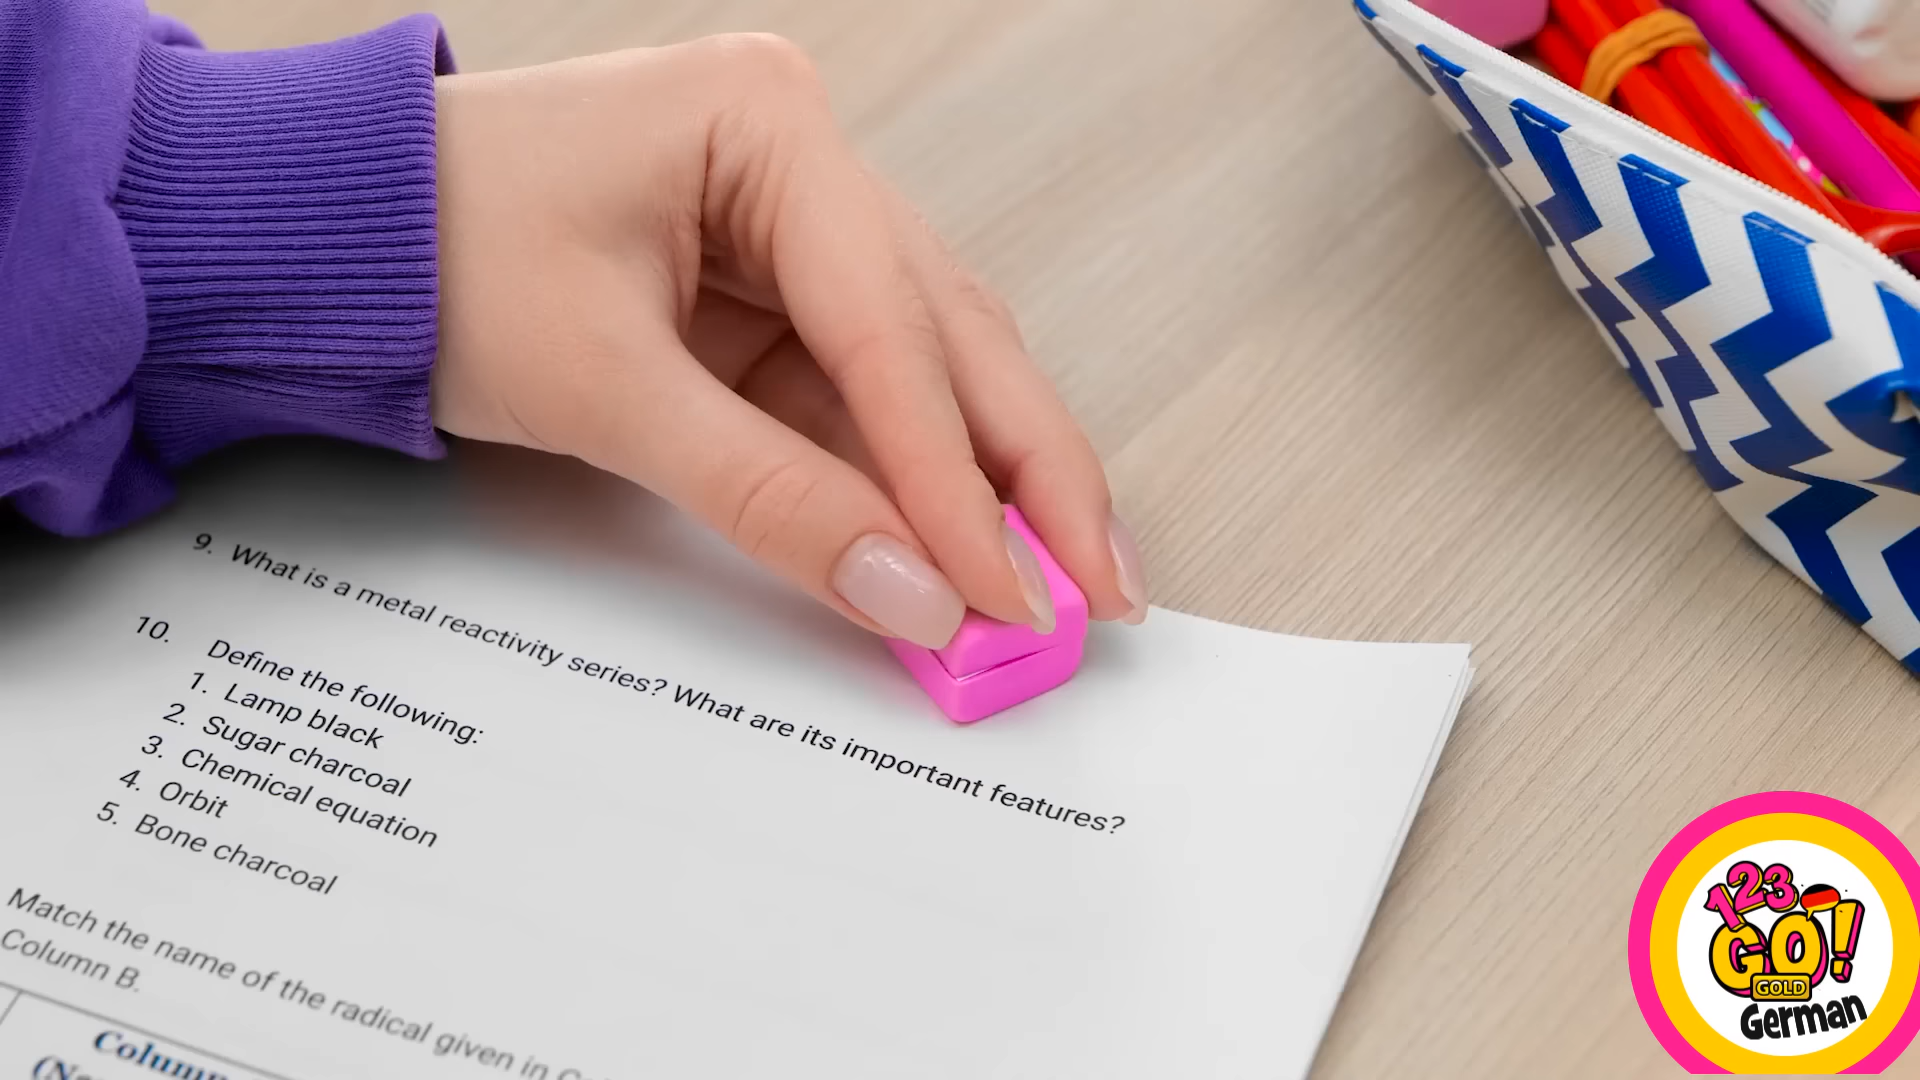 9. What is a metal reactivity series? What are its important features?
10. Define the following:
1. Lamp black
2. Sugar charcoal
3. Chemical equation
4. Orbit
5. Bone charcoal
Match the name of the radical given in
Column B.
123
GO!
GOLD
German